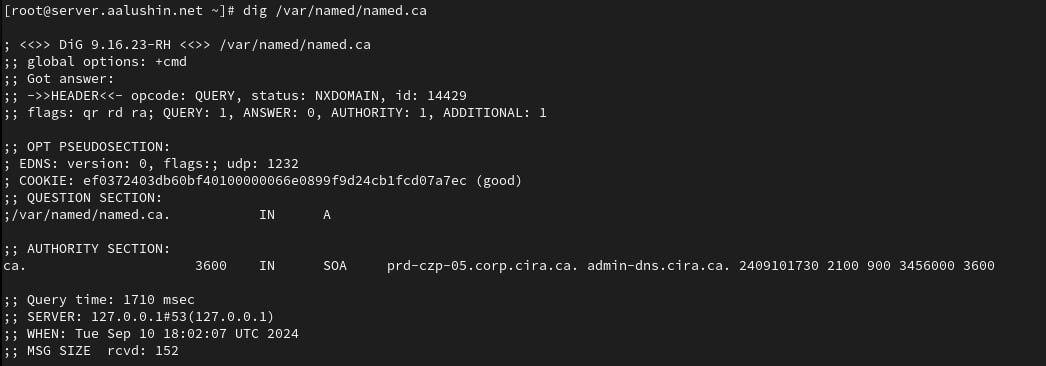 [root@server.aalushin.net ~]# dig /var/named/named.ca
; <<>> DiG 9.16.23-RH <<>> /var/named/named.ca
;; global options: +cmd
;; Got answer:
;; ->>HEADER<<- opcode: QUERY, status: NXDOMAIN, id: 14429
;; flags: qr rd ra; QUERY: 1, ANSWER: 0, AUTHORITY: 1, ADDITIONAL: 1
;; OPT PSEUDOSECTION:
; EDNS: version: 0, flags:; udp: 1232
; COOKIE: ef0372403db60bf40100000066e0899f9d24cb1fcd07a7ec (good)
;; QUESTION SECTION:
;/var/named/named.ca. IN A
;; AUTHORITY SECTION:
ca. 3600 IN SOA prd-czp-05.corp.cira.ca. admin-dns.cira.ca. 2409101730 2100 900 3456000 3600
;; Query time: 1710 msec
;; SERVER: 127.0.0.1#53(127.0.0.1)
;; WHEN: Tue Sep 10 18:02:07 UTC 2024
;; MSG SIZE rcvd: 152